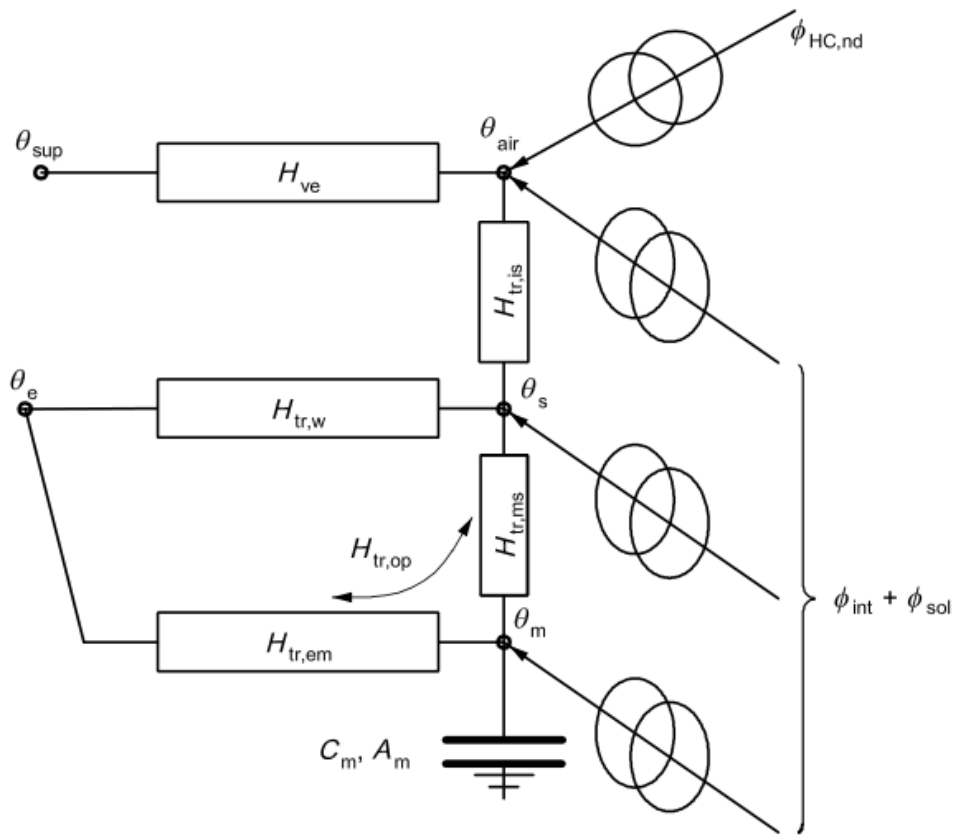 ϕHC,nd
θsup
θair
Hve
Htr,is
θe
θs
Htr,w
Htr,ms
Htr,op
ϕint + ϕsol
θm
Htr,em
Cm, Am